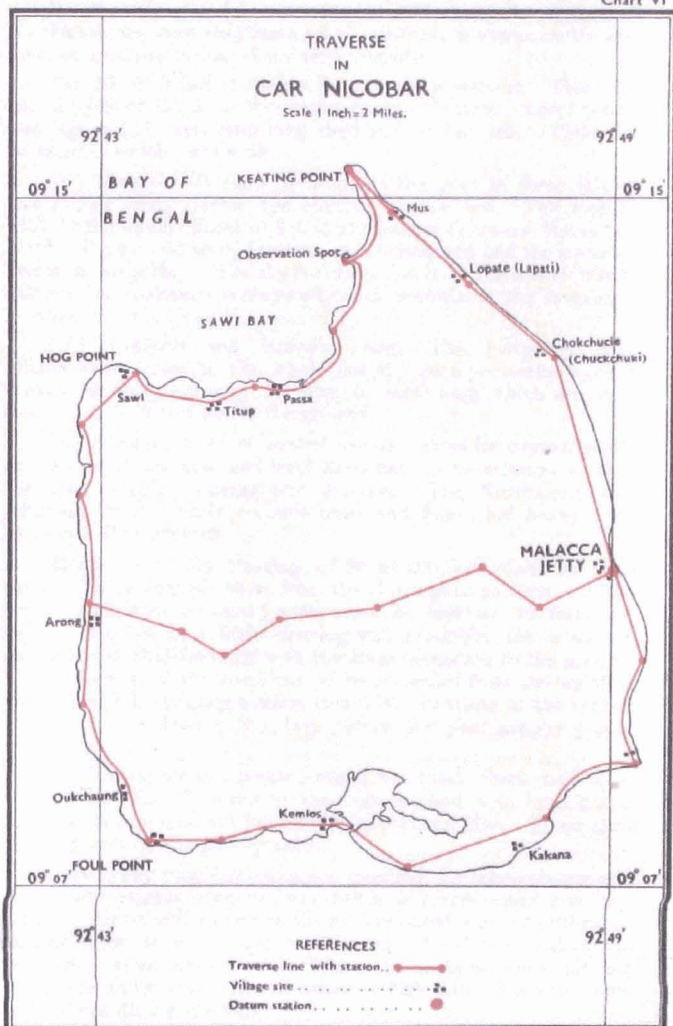 Chart VI
TRAVERSE
IN
CAR NICOBAR
Scale 1 Inch=2 Miles.
92° 43'
92° 49'
KEATING POINT
09° 15'
BAY OF
BENGAL
09° 15'
Mus
Observation Spot
Lopate (Lapati)
SAWI BAY
Chokchucie
(Chuckchuki)
HOG POINT
Sawi
Passa
Titup
MALACCA
JETTY
Arong
Oukchaung
Kemios
FOUL POINT
Kakana
09° 07'
09° 07'
92° 43'
92° 49'
REFERENCES
Traverse line with station..
Village site
Datum station